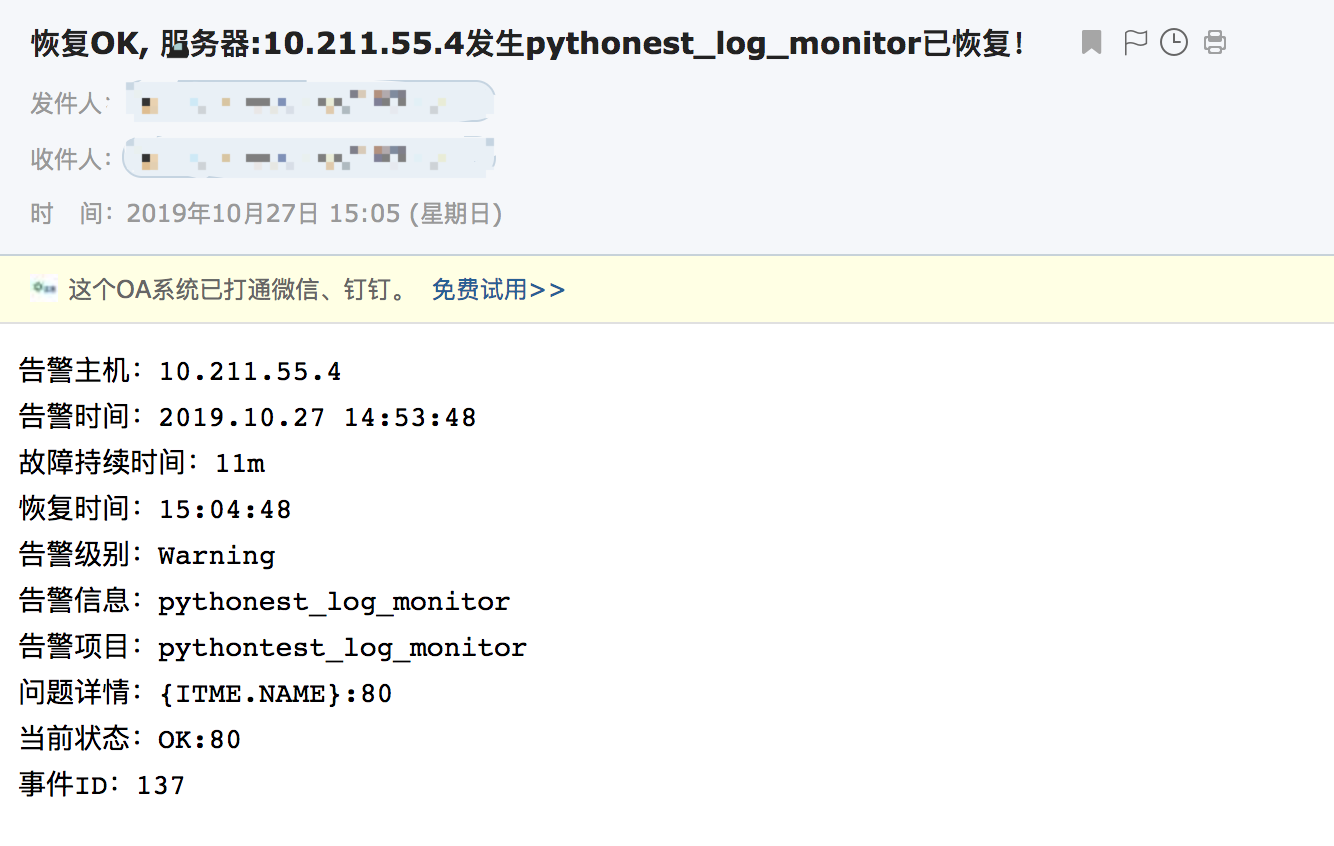 恢复OK, 服务器:10.211.55.4发生pythonest_log_monitor已恢复!
发件人:
收件人:
时 间: 2019年10月27日 15:05 (星期日)
这个OA系统已打通微信、钉钉。 免费试用>>
告警主机: 10.211.55.4
告警时间: 2019.10.27 14:53:48
故障持续时间: 11m
恢复时间: 15:04:48
告警级别: Warning
告警信息: pythonest_log_monitor
告警项目: pythontest_log_monitor
问题详情: {ITME.NAME}:80
当前状态: OK:80
事件ID: 137